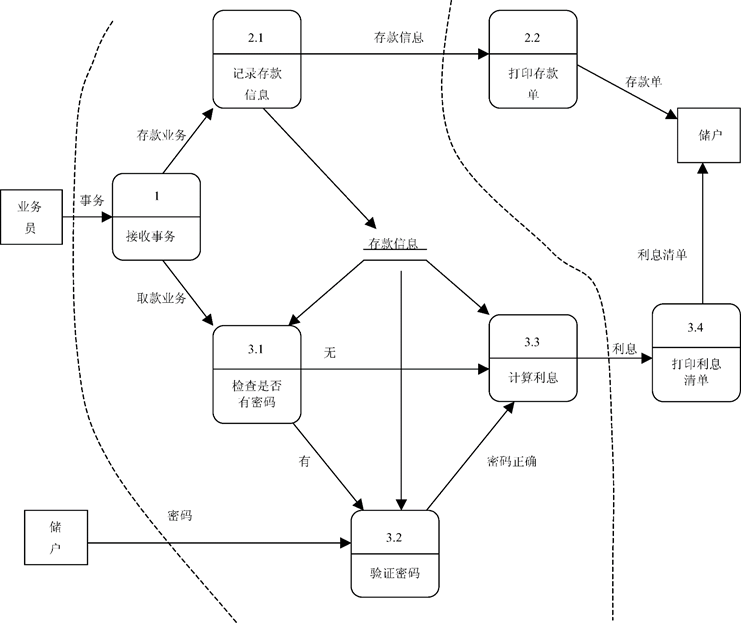 2.1
记录存款
信息
存款信息
2.2
打印存款
单
存款单
储户
存款业务
业务
员
事务
1
接收事务
存款信息
利息清单
取款业务
3.1
检查是否
有密码
无
3.3
计算利息
利息
3.4
打印利息
清单
有
密码正确
储
户
密码
3.2
验证密码